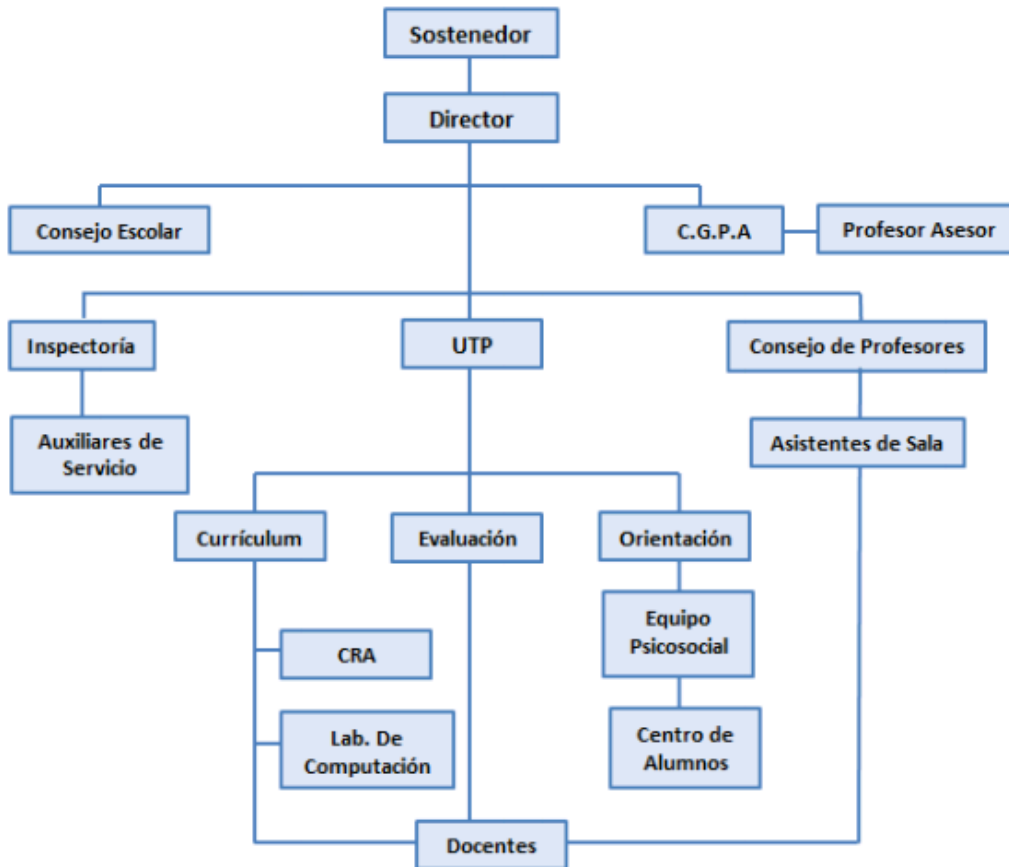 Sostenedor
Director
Consejo Escolar
C.G.P.A
Profesor Asesor
Inspectoría
UTP
Consejo de Profesores
Auxiliares de
Servicio
Asistentes de Sala
Currículum
Evaluación
Orientación
CRA
Equipo
Psicosocial
Lab. De
Computación
Centro de
Alumnos
Docentes